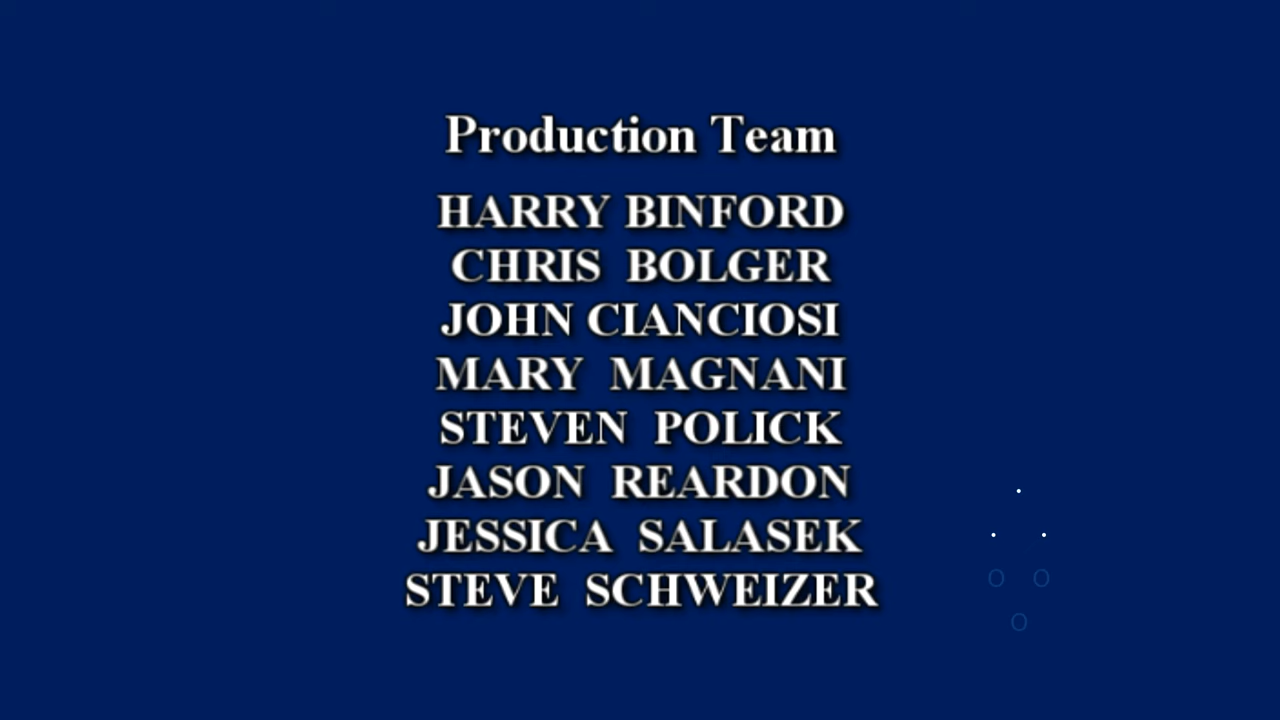 Production Team
HARRY BINFORD
CHRIS BOLGER
JOHN CIANCIOSI
MARY MAGNANI
STEVEN POLICK
JASON REARDON
JESSICA SALASEK
STEVE SCHWEIZER
.
. .
O O
O